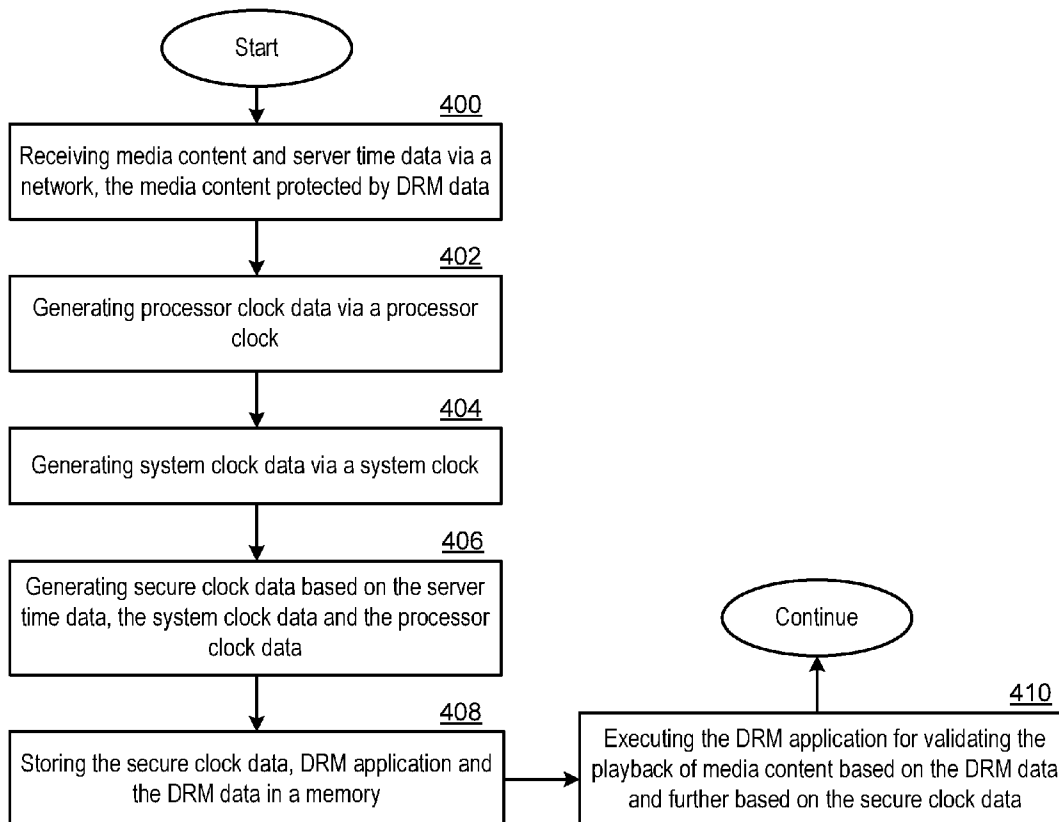 Start
400
Receiving media content and server time data via a
network, the media content protected by DRM data
402
Generating processor clock data via a processor
clock
404
Generating system clock data via a system clock
406
Generating secure clock data based on the server
time data, the system clock data and the processor
clock data
408
Storing the secure clock data, DRM application and
the DRM data in a memory
410
Executing the DRM application for validating the
playback of media content based on the DRM data
and further based on the secure clock data
Continue